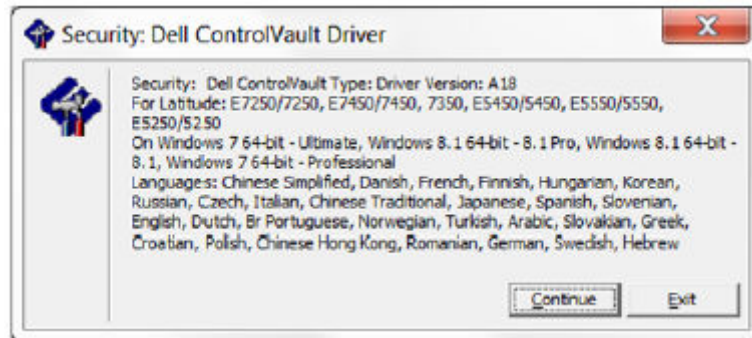 Security: Dell ControlVault Driver
Security: Dell ControlVault Type: Driver Version: A18
For Latitude: E7250/7250, E7450/7450, 7350, E5450/5450, E5550/5550,
E5250/5250
On Windows 7 64-bit - Ultimate, Windows 8.1 64-bit - 8.1 Pro, Windows 8.1 64-bit -
8.1, Windows 7 64-bit - Professional
Languages: Chinese Simplified, Danish, French, Finnish, Hungarian, Korean,
Russian, Czech, Italian, Chinese Traditional, Japanese, Spanish, Slovenian,
English, Dutch, Br Portuguese, Norwegian, Turkish, Arabic, Slovakian, Greek,
Croatian, Polish, Chinese Hong Kong, Romanian, German, Swedish, Hebrew
Continue Exit